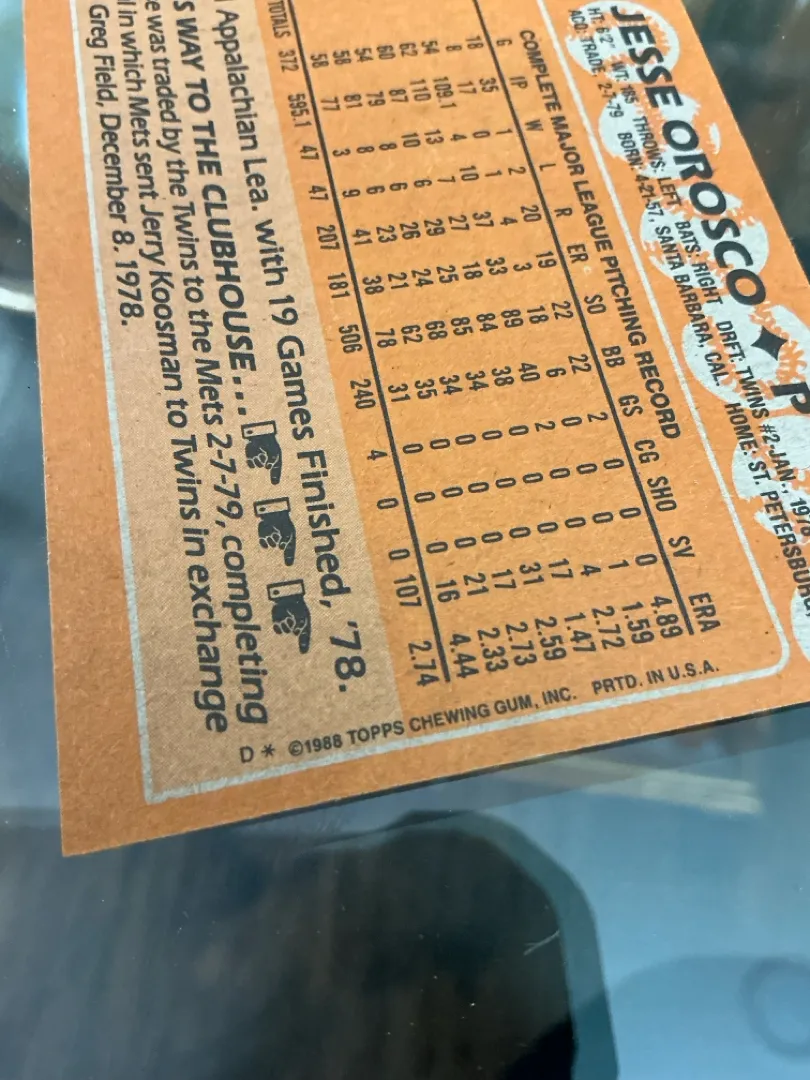 JESSE OROSCO ✦ P
HT: 6'2" WT: 185 THROWS: LEFT BATS: RIGHT DRFT: TWINS #2-JAN., 1978
ACQ: TRADE, 2-7-79 BORN: 4-21-57, SANTA BARBARA, CAL. HOME: ST. PETERSBURG,
COMPLETE MAJOR LEAGUE PITCHING RECORD
G IP W L R ER SO BB GS CG SHO SV ERA
18 35 1 2 20 19 22 22 2 0 0 0 4.89
8 17 0 1 4 3 18 6 0 0 0 1 1.59
54 109.1 4 10 37 33 89 40 2 0 0 4 2.72
62 110 13 7 27 18 84 38 0 0 0 17 1.47
60 87 10 6 29 25 85 34 0 0 0 31 2.59
54 79 8 6 26 24 68 34 0 0 0 17 2.73
58 81 8 6 23 21 62 35 0 0 0 21 2.33
58 77 3 9 41 38 78 31 0 0 0 16 4.44
TOTALS 372 595.1 47 47 207 181 506 240 4 0 0 107 2.74
Appalachian Lea. with 19 Games Finished, '78.
S WAY TO THE CLUBHOUSE...
e was traded by the Twins to the Mets 2-7-79, completing
l in which Mets sent Jerry Koosman to Twins in exchange
Greg Field, December 8, 1978.
D * ©1988 TOPPS CHEWING GUM, INC. PRTD. IN U.S.A.